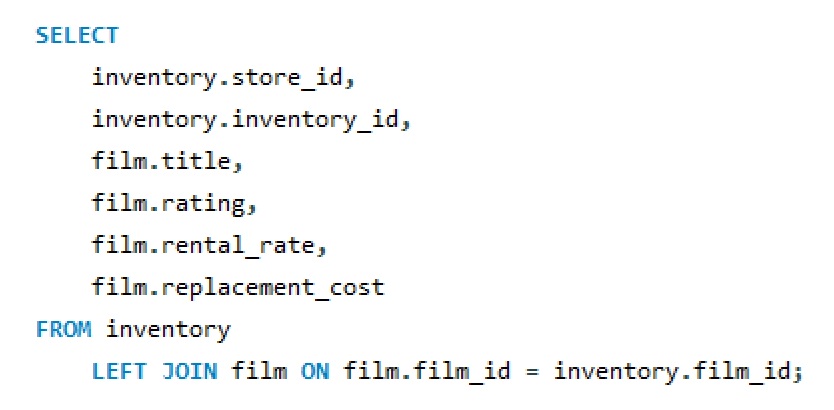 SELECT
inventory.store_id,
inventory.inventory_id,
film.title,
film.rating,
film.rental_rate,
film.replacement_cost
FROM inventory
LEFT JOIN film ON film.film_id = inventory.film_id;